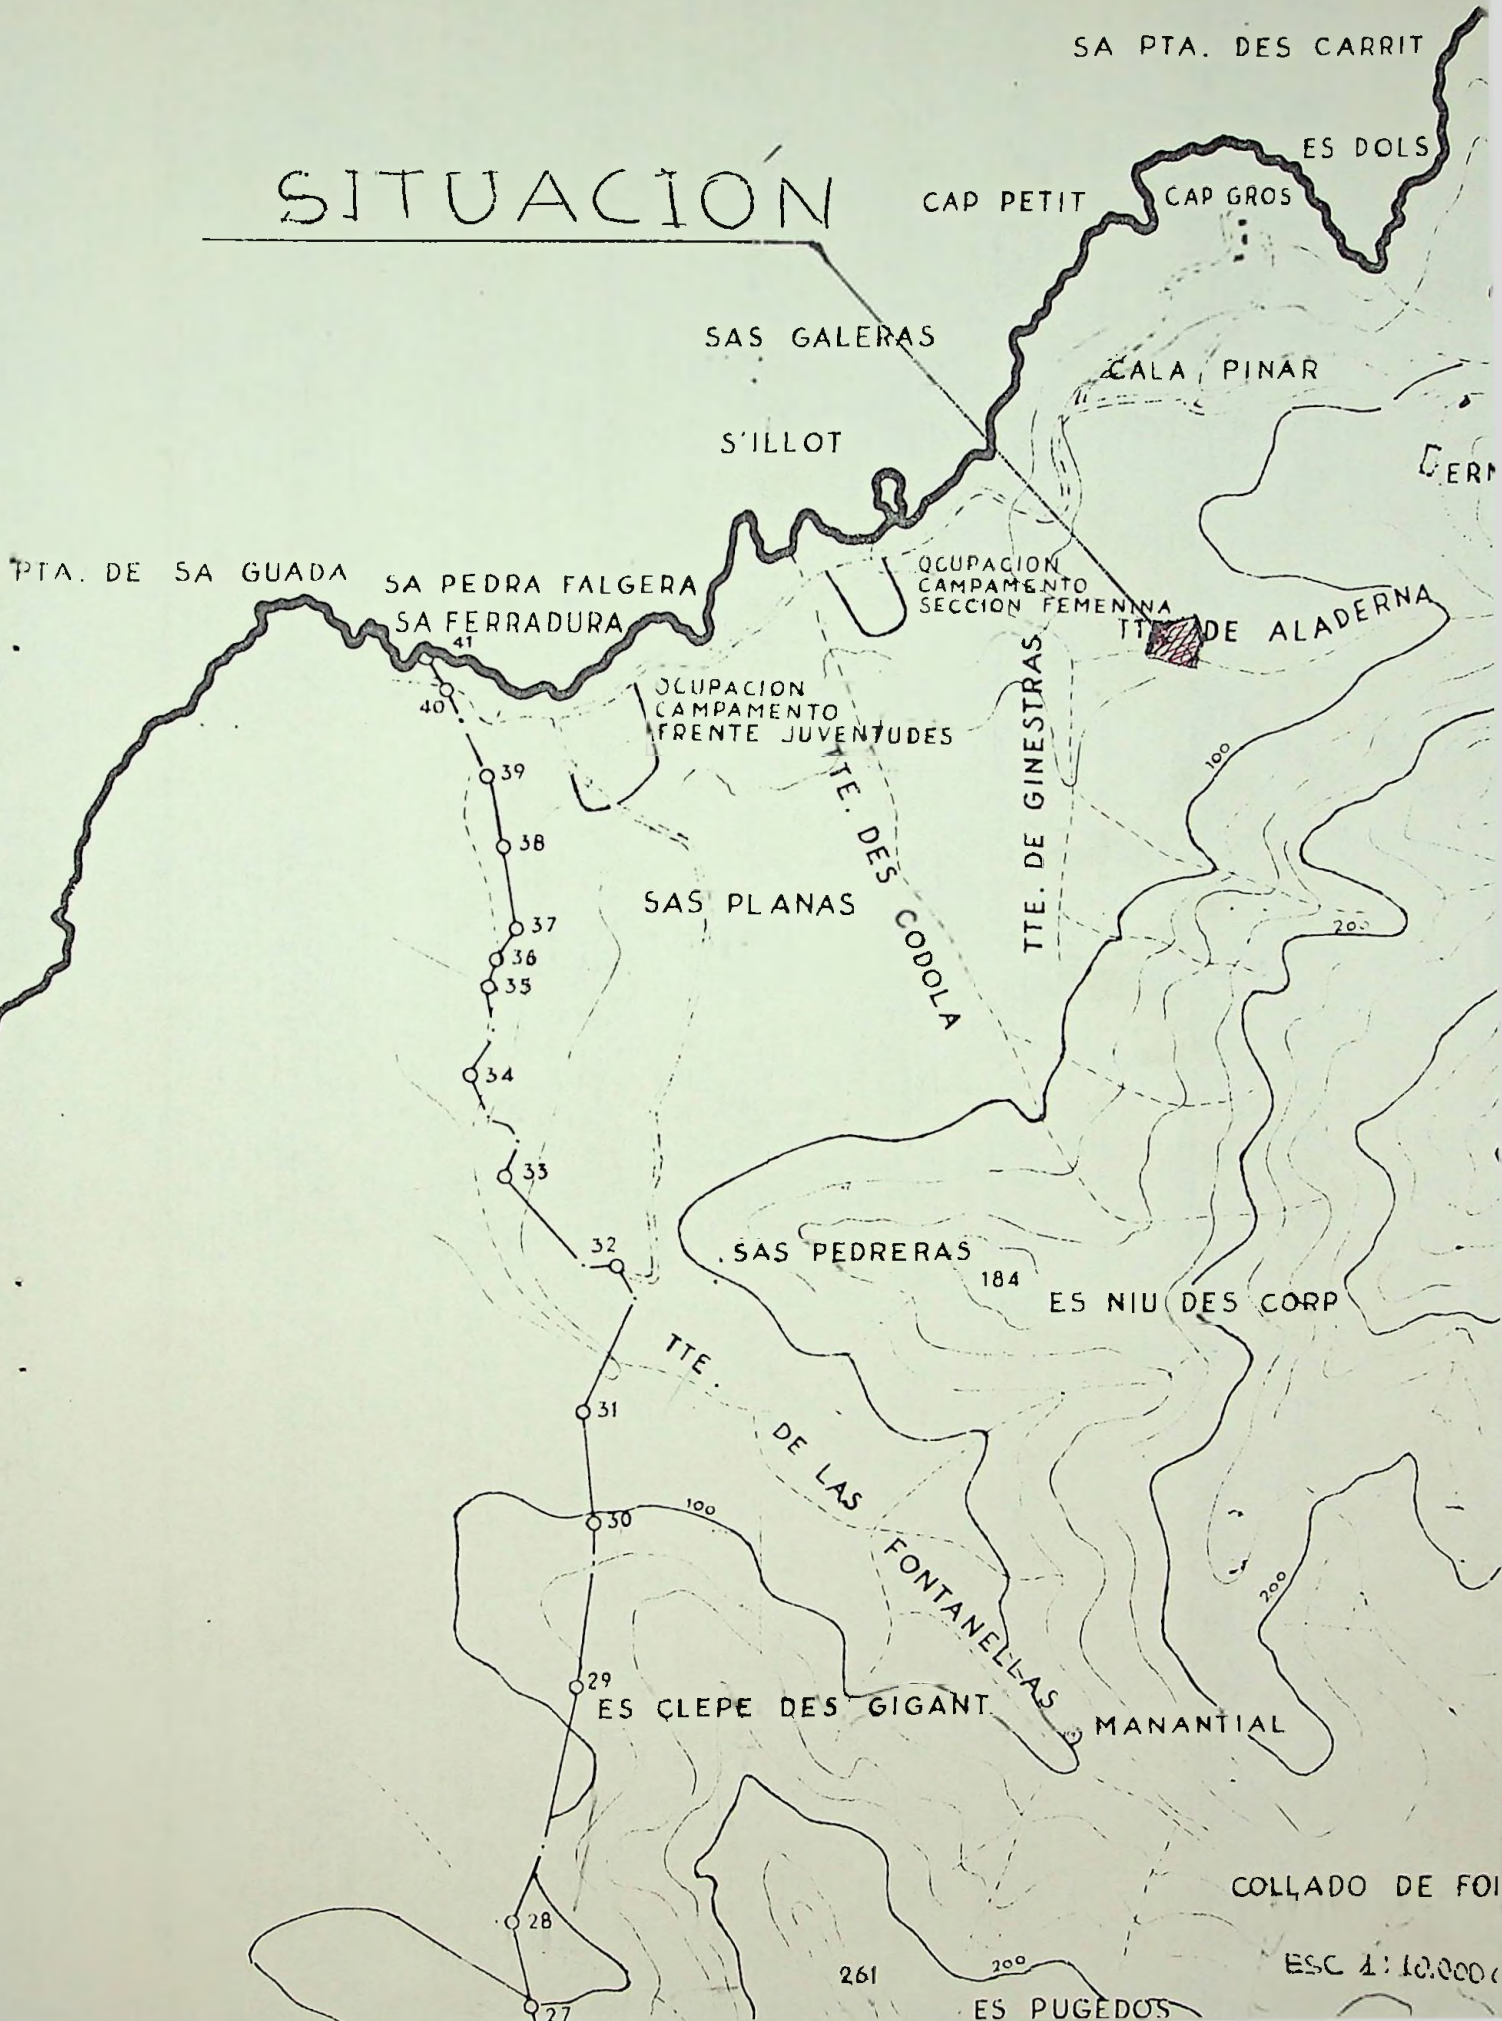 SA PTA. DES CARRIT
ES DOLS
SITUACIÓN
CAP PETIT
CAP GROS
SAS GALERAS
CALA PINAR
S'ILLOT
PTA. DE SA GUADA
SA PEDRA FALGERA
SA FERRADURA
OCUPACION
CAMPAMENTO
SECCION FEMENINA
DE ALADERNA
41
40
OCUPACION
CAMPAMENTO
FRENTE JUVENTUDES
39
38
37
36
35
34
33
32
31
30
29
28
27
100
TTE. DES CODOLA
TTE. DE GINESTRAS
SAS PLANAS
200
SAS PEDRERAS
184
ES NIU DES CORP
TTE. DE LAS FONTANELLAS
100
200
ES CLEPE DES GIGANT
MANANTIAL
COLLADO DE
261
200
ESC 1:10.000
ES PUGEDOS